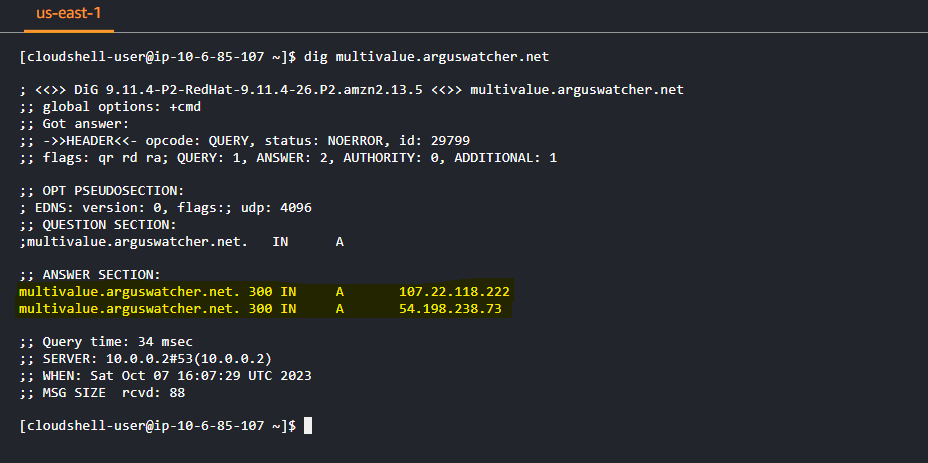 us-east-1
[cloudshell-user@ip-10-6-85-107 ~]$ dig multivalue.arguswatcher.net
; <<>> DiG 9.11.4-P2-RedHat-9.11.4-26.P2.amzn2.13.5 <<>> multivalue.arguswatcher.net
;; global options: +cmd
;; Got answer:
;; ->>HEADER<<- opcode: QUERY, status: NOERROR, id: 29799
;; flags: qr rd ra; QUERY: 1, ANSWER: 2, AUTHORITY: 0, ADDITIONAL: 1
;; OPT PSEUDOSECTION:
; EDNS: version: 0, flags:; udp: 4096
;; QUESTION SECTION:
;multivalue.arguswatcher.net. IN A
;; ANSWER SECTION:
multivalue.arguswatcher.net. 300 IN A 107.22.118.222
multivalue.arguswatcher.net. 300 IN A 54.198.238.73
;; Query time: 34 msec
;; SERVER: 10.0.0.2#53(10.0.0.2)
;; WHEN: Sat Oct 07 16:07:29 UTC 2023
;; MSG SIZE rcvd: 88
[cloudshell-user@ip-10-6-85-107 ~]$